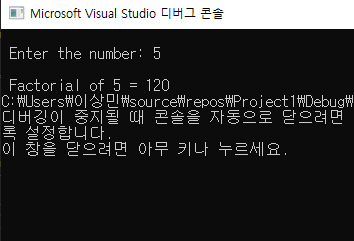 Microsoft Visual Studio 디버그 콘솔
Enter the number: 5
Factorial of 5 = 120
C:₩Users₩이상민₩source₩repos₩Project1₩Debug₩
디버깅이 중지될 때 콘솔을 자동으로 닫으려면
록 설정합니다.
이 창을 닫으려면 아무 키나 누르세요.